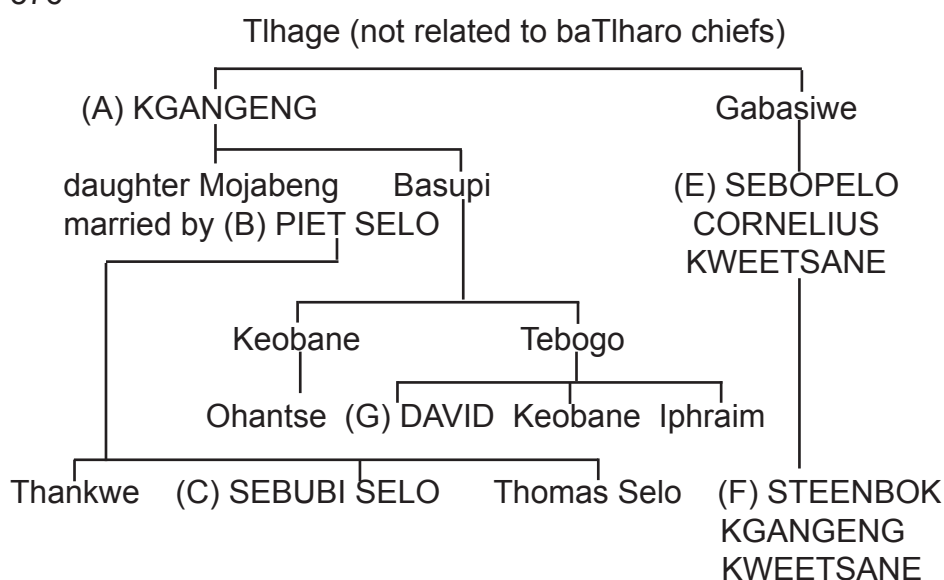 Tlhage (not related to baTlharo chiefs)
(A) KGANGENG
Gabasiwe
daughter Mojabeng
married by (B) PIET SELO
Basupi
(E) SEBOPELO
CORNELIUS
KWEETSANE
Keobane
Tebogo
Ohantse
(G) DAVID
Keobane
Iphraim
Thankwe
(C) SEBUBI SELO
Thomas Selo
(F) STEENBOK
KGANGENG
KWEETSANE